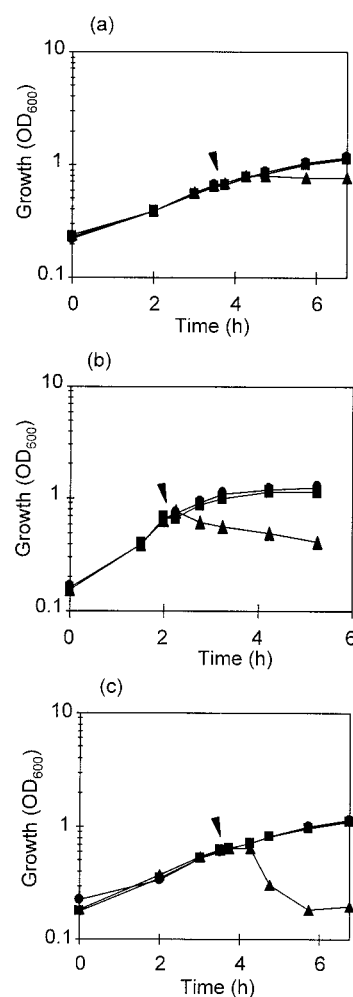 (a)
10
Growth (OD600)
1
0.1
0 2 4 6
Time (h)
(b)
10
Growth (OD600)
1
0.1
0 2 4 6
Time (h)
(c)
10
Growth (OD600)
1
0.1
0 2 4 6
Time (h)